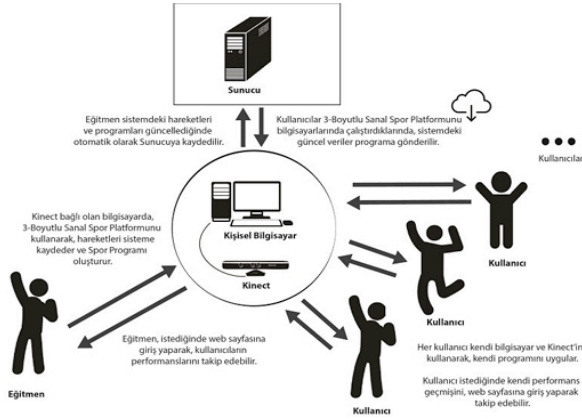 Sunucu
Eğitmen sistemdeki hareketleri
ve programları güncellediğinde
otomatik olarak Sunucuya kaydedilir.
Kullanıcılar 3-Boyutlu Sanal Spor Platformunu
bilgisayarlarında çalıştırdıklarında, sistemdeki
güncel veriler programa gönderilir.
Kullanıcılar
Kinect bağlı olan bilgisayarda,
3-Boyutlu Sanal Spor Platformunu
kullanarak, hareketleri sisteme
kaydeder ve Spor Programı
oluşturur.
Kişisel Bilgisayar
Kinect
Kullanıcı
Kullanıcı
Eğitmen, istediğinde web sayfasına
giriş yaparak, kullanıcıların
performanslarını takip edebilir.
Her kullanıcı kendi bilgisayar ve Kinect'in
kullanarak, kendi programını uygular.
Kullanıcı istediğinde kendi performans
geçmişini, web sayfasına giriş yaparak
takip edebilir.
Eğitmen
Kullanıcı